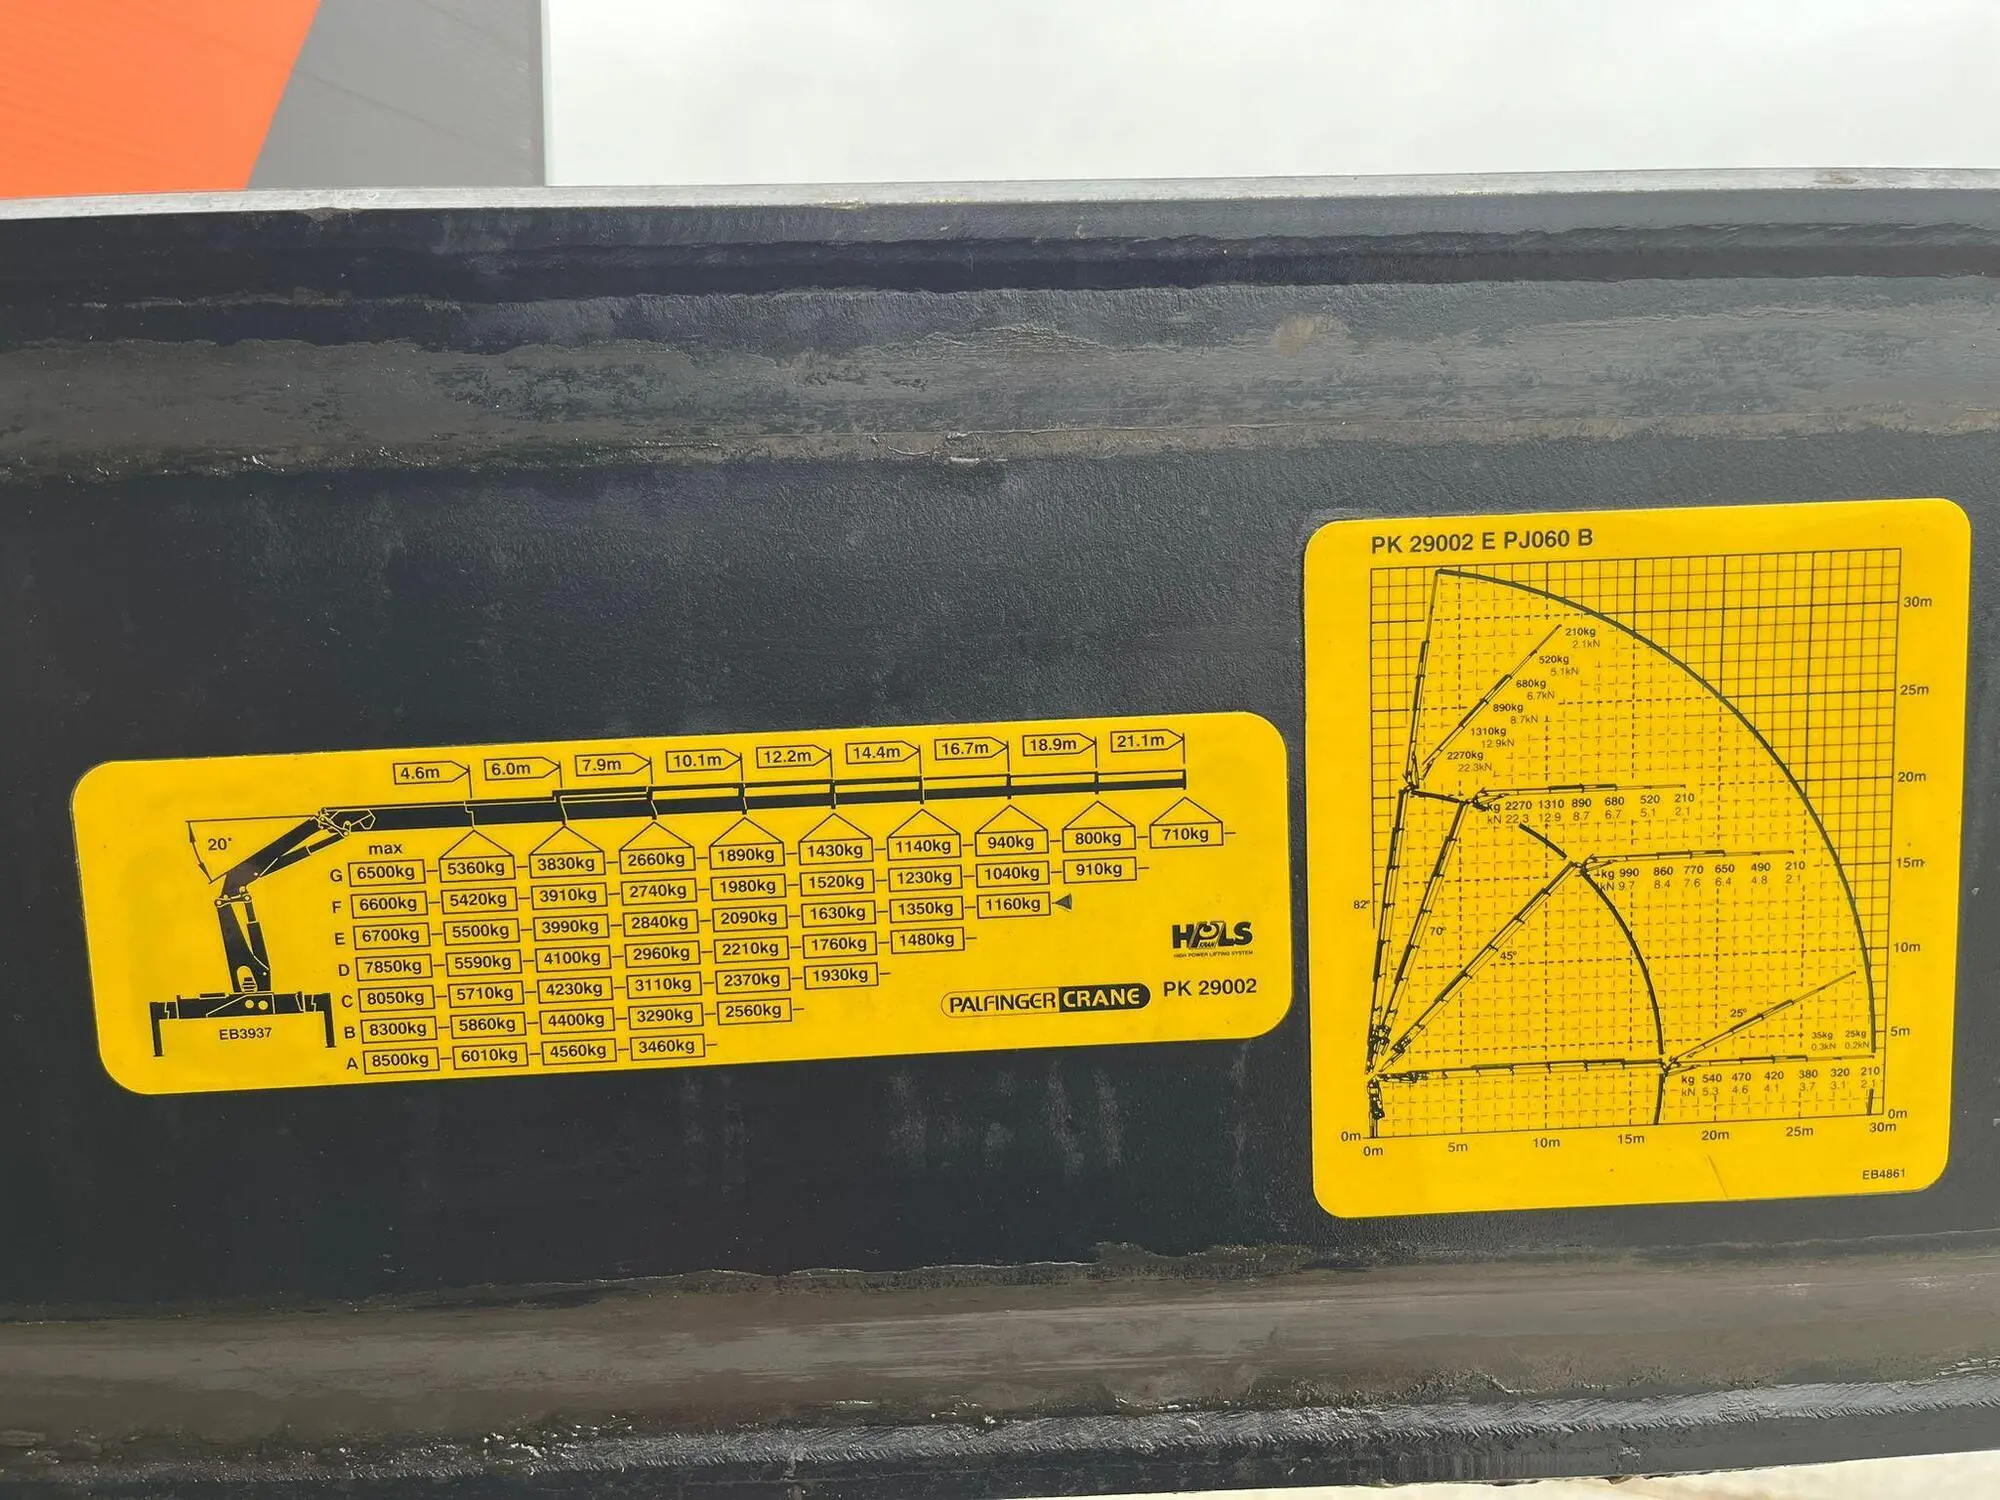 4.6m 6.0m 7.9m 10.1m 12.2m 14.4m 16.7m 18.9m 21.1m
20°
max
G 6500kg 5360kg 3830kg 2660kg 1890kg 1430kg 1140kg 940kg 800kg 710kg
F 6600kg 5420kg 3910kg 2740kg 1980kg 1520kg 1230kg 1040kg 910kg
E 6700kg 5500kg 3990kg 2840kg 2090kg 1630kg 1350kg 1160kg
D 7850kg 5590kg 4100kg 2960kg 2210kg 1760kg 1480kg
C 8050kg 5710kg 4230kg 3110kg 2370kg 1930kg
B 8300kg 5860kg 4400kg 3290kg 2560kg
A 8500kg 6010kg 4560kg 3460kg
EB3937
HPLS
KRAN
HIGH POWER LIFTING SYSTEM
PALFINGER CRANE PK 29002
PK 29002 E PJ060 B
30m
210kg
2.1kN
520kg
5.1kN
680kg
6.7kN
25m
890kg
8.7kN
1310kg
12.9kN
2270kg
22.3kN
20m
kg 2270 1310 890 680 520 210
kN 22.3 12.9 8.7 6.7 5.1 2.1
15m
kg 990 860 770 650 490 210
kN 9.7 8.4 7.6 6.4 4.8 2.1
82°
70°
45°
10m
25°
35kg 25kg
0.3kN 0.2kN
5m
kg 540 470 420 380 320 210
kN 5.3 4.6 4.1 3.7 3.1 2.1
0m
0m
0m 5m 10m 15m 20m 25m 30m
EB4861